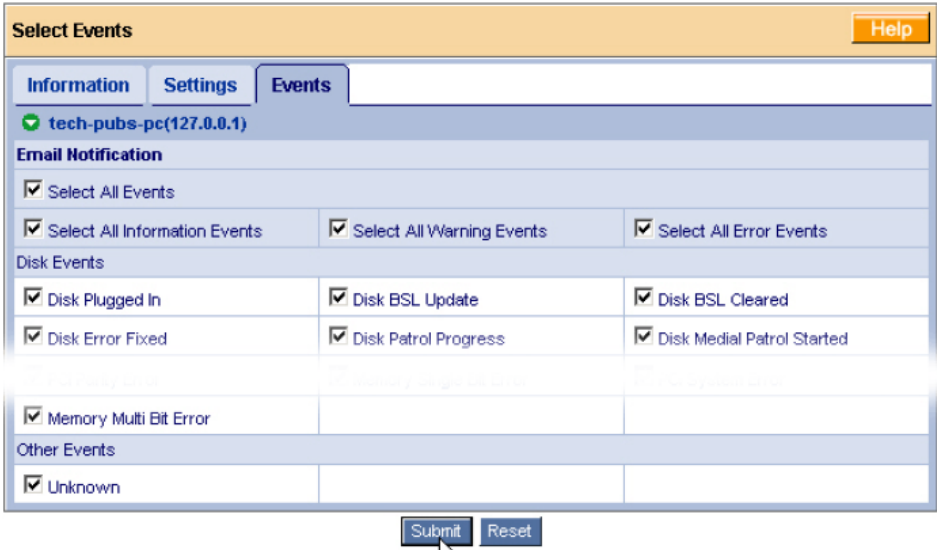 Select Events
Help
Information Settings Events
tech-pubs-pc(127.0.0.1)
Email Notification
Select All Events
Select All Information Events Select All Warning Events Select All Error Events
Disk Events
Disk Plugged In Disk BSL Update Disk BSL Cleared
Disk Error Fixed Disk Patrol Progress Disk Medial Patrol Started
Memory Multi Bit Error
Other Events
Unknown
Submit Reset